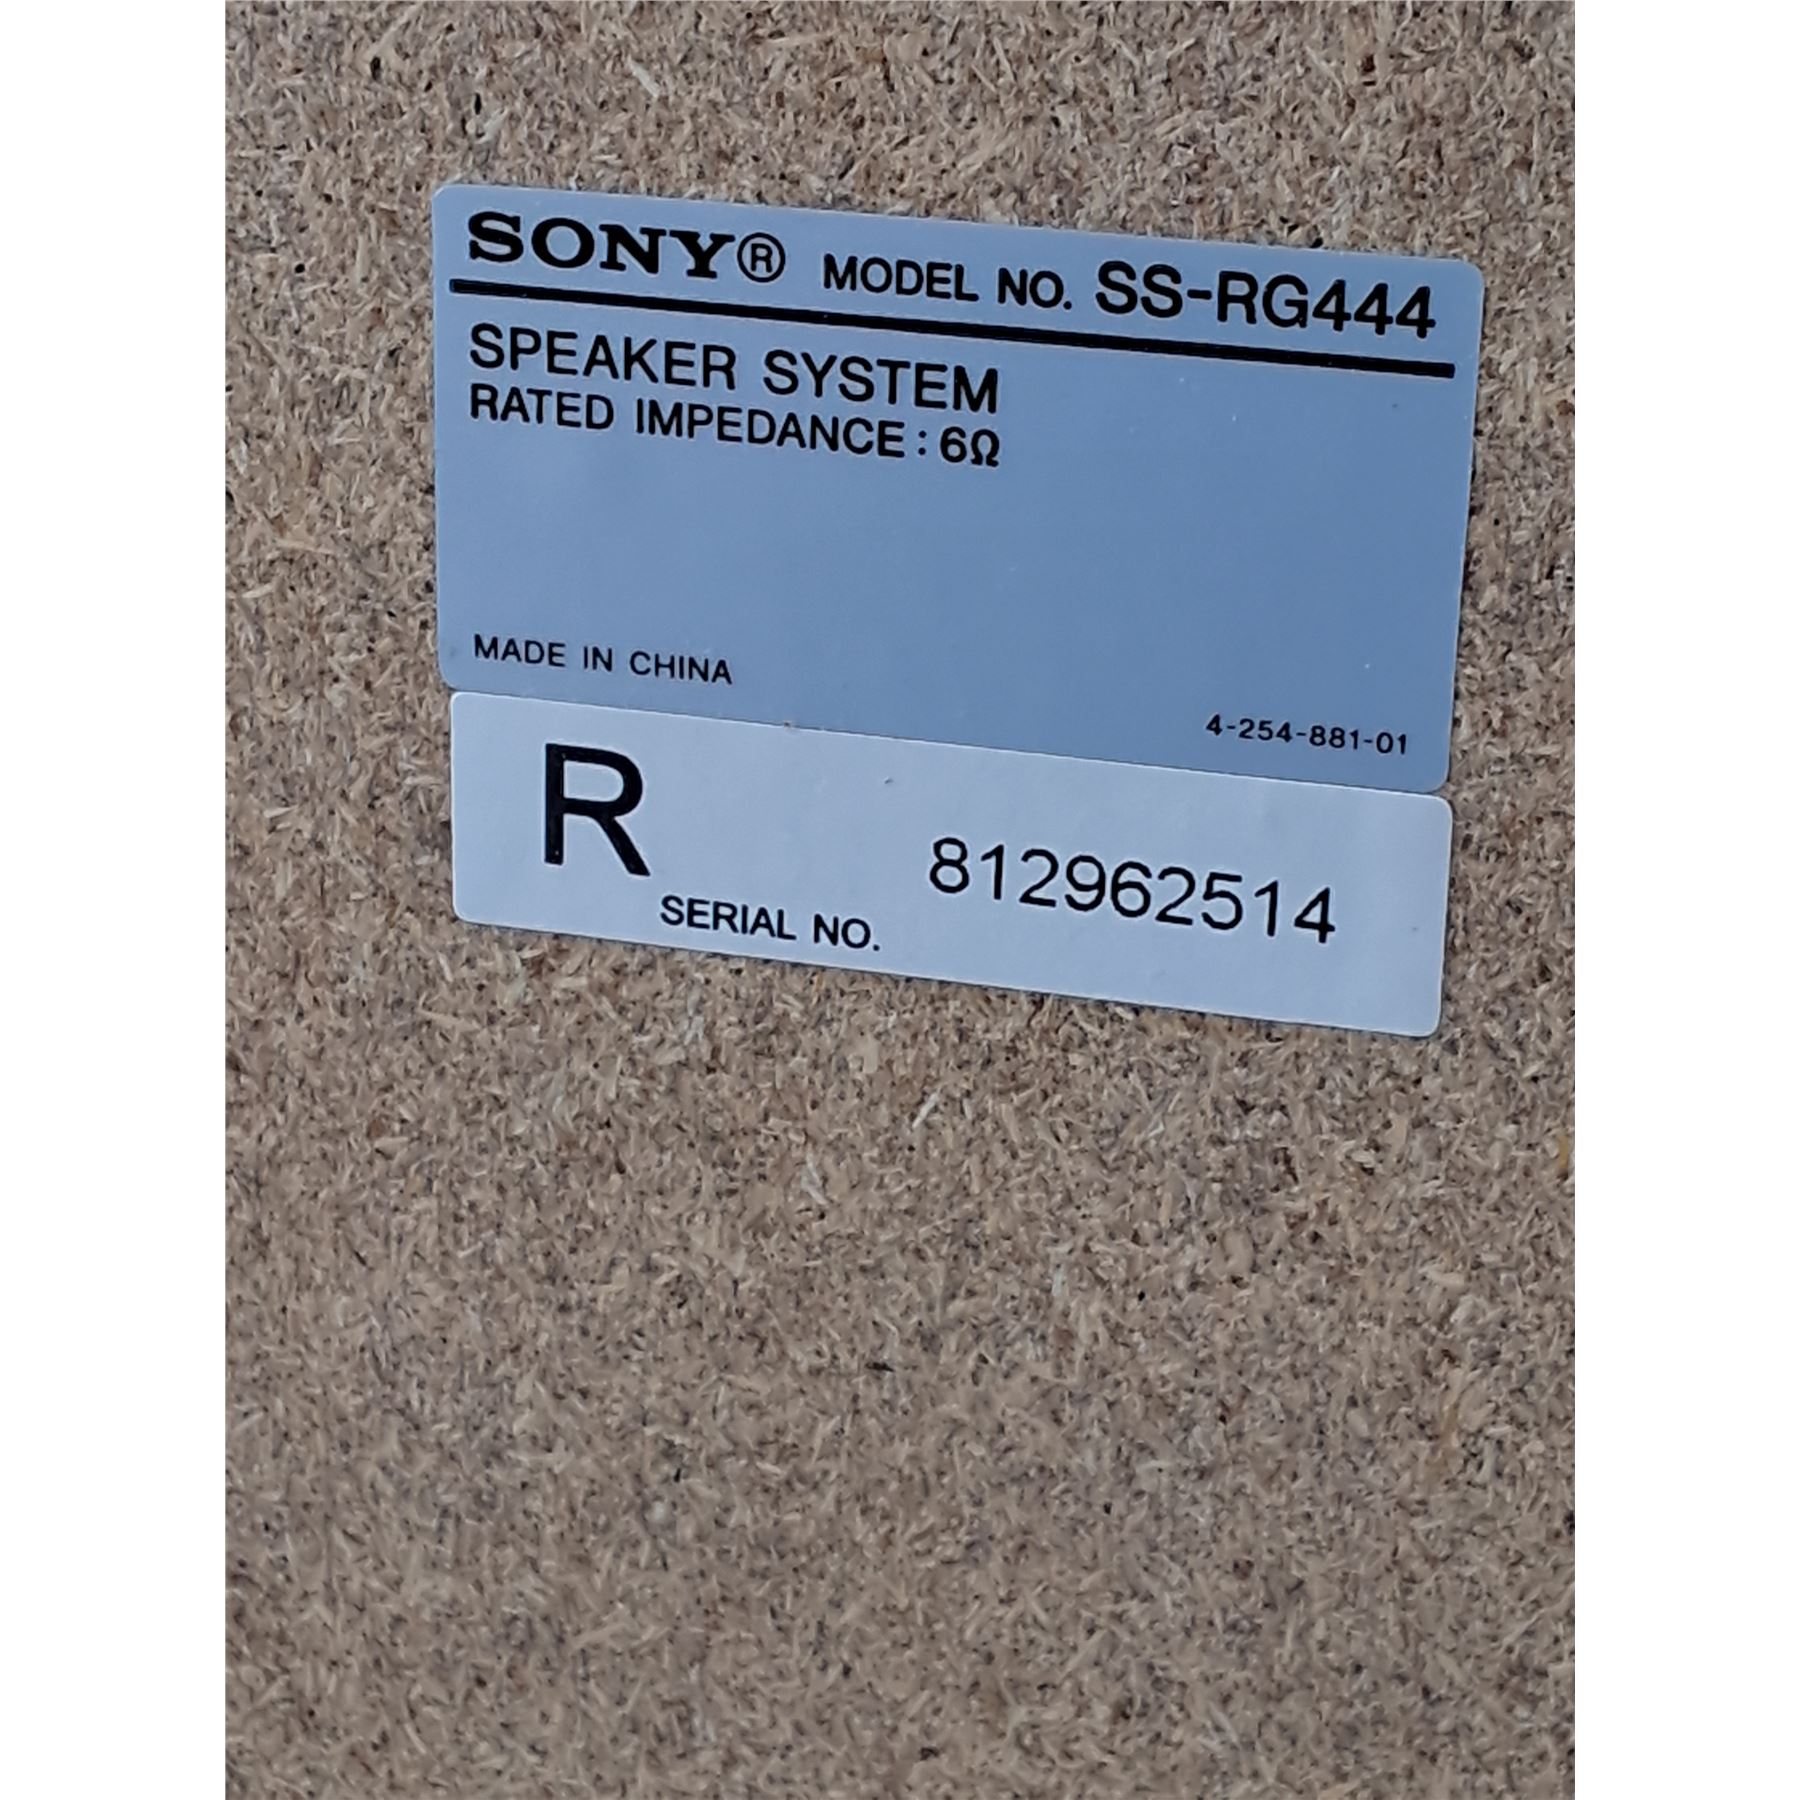 SONY® MODEL NO. SS-RG444
SPEAKER SYSTEM
RATED IMPEDANCE : 6Ω
MADE IN CHINA
4-254-881-01
R SERIAL NO. 812962514